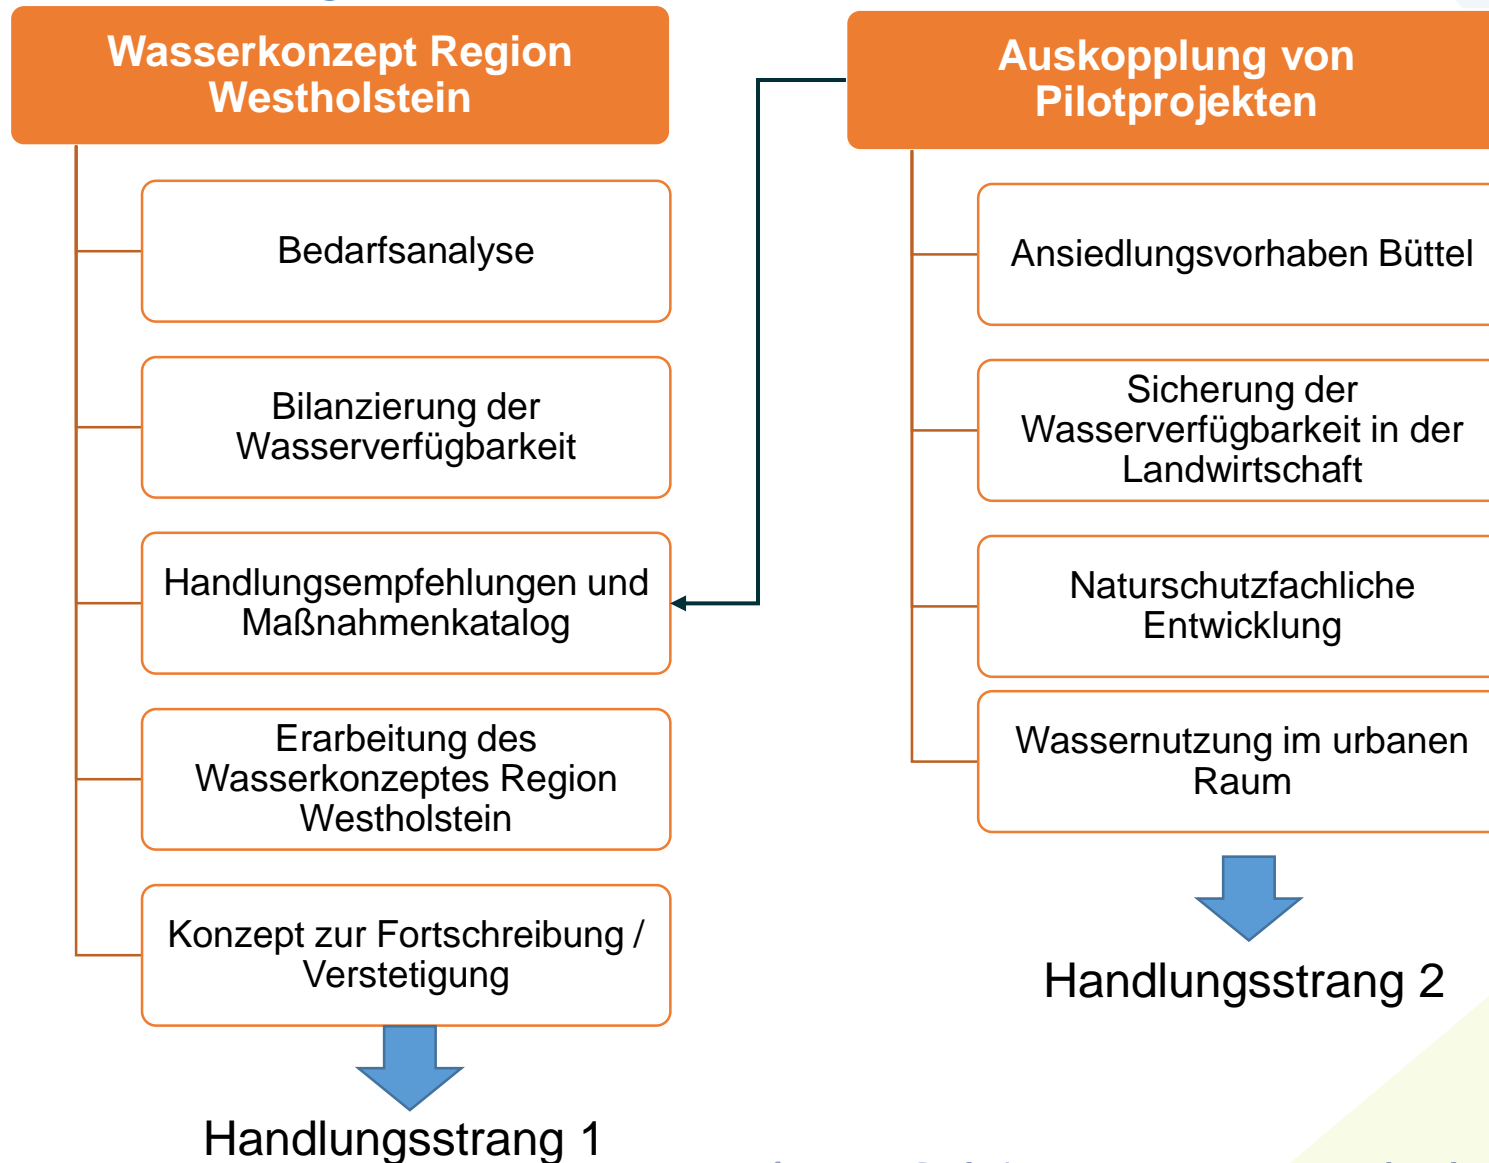 Wasserkonzept Region
Westholstein
Bedarfsanalyse
Bilanzierung der
Wasserverfügbarkeit
Handlungsempfehlungen und
Maßnahmenkatalog
Erarbeitung des
Wasserkonzeptes Region
Westholstein
Konzept zur Fortschreibung /
Verstetigung
Handlungsstrang 1
Auskopplung von
Pilotprojekten
Ansiedlungsvorhaben Büttel
Sicherung der
Wasserverfügbarkeit in der
Landwirtschaft
Naturschutzfachliche
Entwicklung
Wassernutzung im urbanen
Raum
Handlungsstrang 2